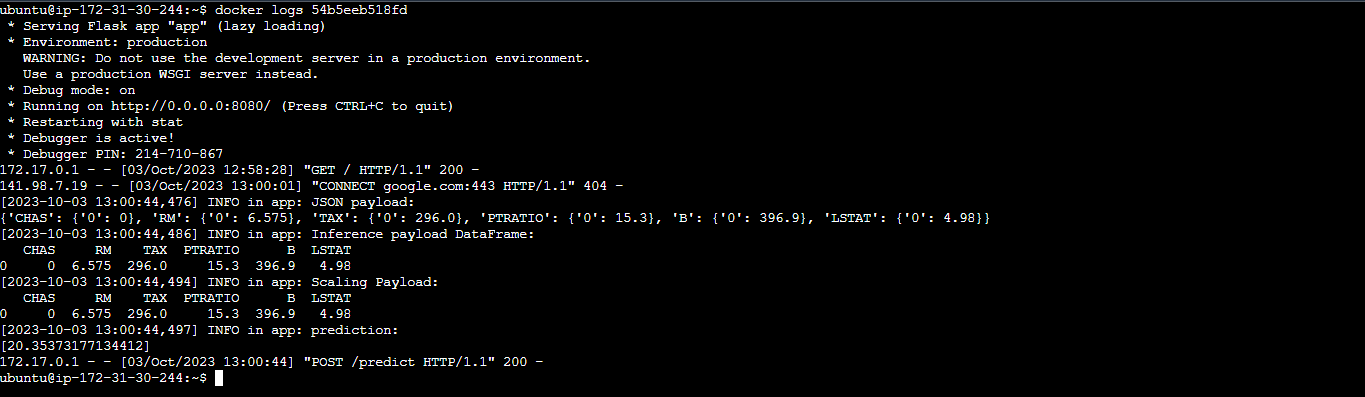 ubuntu@ip-172-31-30-244:~$ docker logs 54b5eeb518fd
 * Serving Flask app "app" (lazy loading)
 * Environment: production
   WARNING: Do not use the development server in a production environment.
   Use a production WSGI server instead.
 * Debug mode: on
 * Running on http://0.0.0.0:8080/ (Press CTRL+C to quit)
 * Restarting with stat
 * Debugger is active!
 * Debugger PIN: 214-710-867
172.17.0.1 - - [03/Oct/2023 12:58:28] "GET / HTTP/1.1" 200 -
141.98.7.19 - - [03/Oct/2023 13:00:01] "CONNECT google.com:443 HTTP/1.1" 404 -
[2023-10-03 13:00:44,476] INFO in app: JSON payload:
{'CHAS': {'0': 0}, 'RM': {'0': 6.575}, 'TAX': {'0': 296.0}, 'PTRATIO': {'0': 15.3}, 'B': {'0': 396.9}, 'LSTAT': {'0': 4.98}}
[2023-10-03 13:00:44,486] INFO in app: Inference payload DataFrame:
   CHAS     RM    TAX  PTRATIO      B  LSTAT
0     0  6.575  296.0     15.3  396.9   4.98
[2023-10-03 13:00:44,494] INFO in app: Scaling Payload:
   CHAS     RM    TAX  PTRATIO      B  LSTAT
0     0  6.575  296.0     15.3  396.9   4.98
[2023-10-03 13:00:44,497] INFO in app: prediction:
[20.35373177134412]
172.17.0.1 - - [03/Oct/2023 13:00:44] "POST /predict HTTP/1.1" 200 -
ubuntu@ip-172-31-30-244:~$